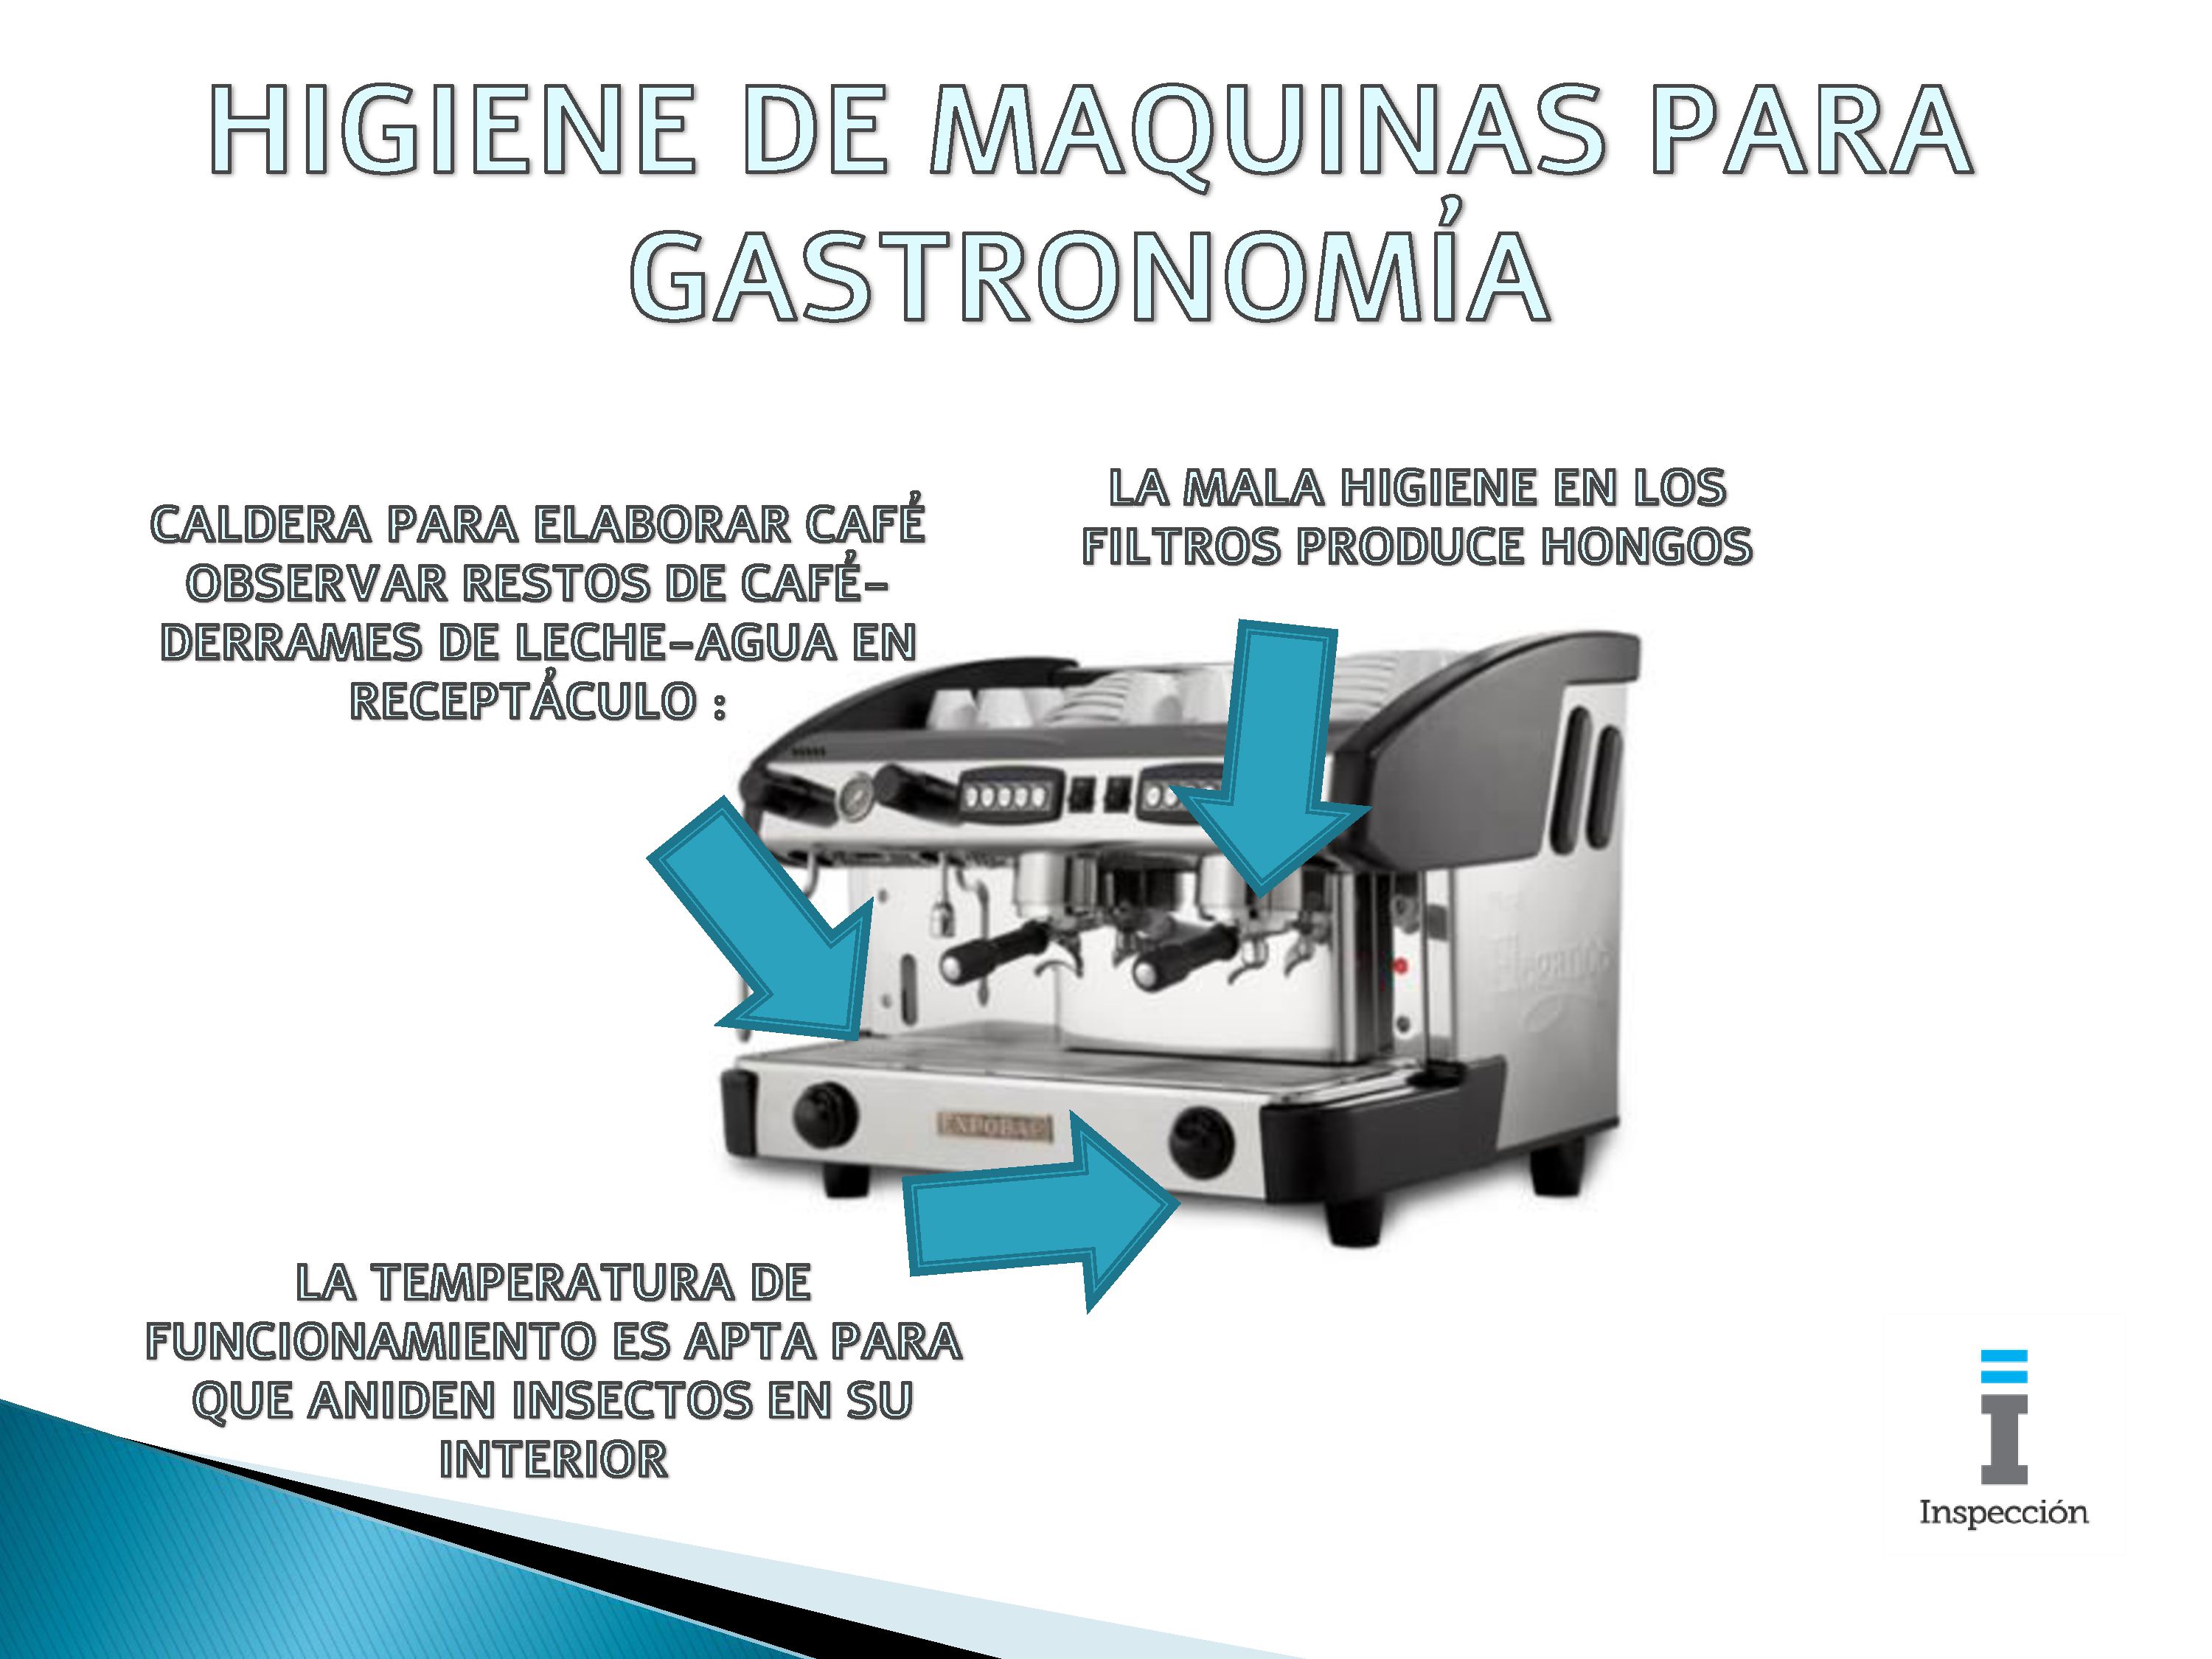 HIGIENE DE MAQUINAS PARA
GASTRONOMÍA
CALDERA PARA ELABORAR CAFÉ
OBSERVAR RESTOS DE CAFÉ-
DERRAMES DE LECHE-AGUA EN
RECEPTÁCULO :
LA MALA HIGIENE EN LOS
FILTROS PRODUCE HONGOS
LA TEMPERATURA DE
FUNCIONAMIENTO ES APTA PARA
QUE ANIDEN INSECTOS EN SU
INTERIOR
Inspección